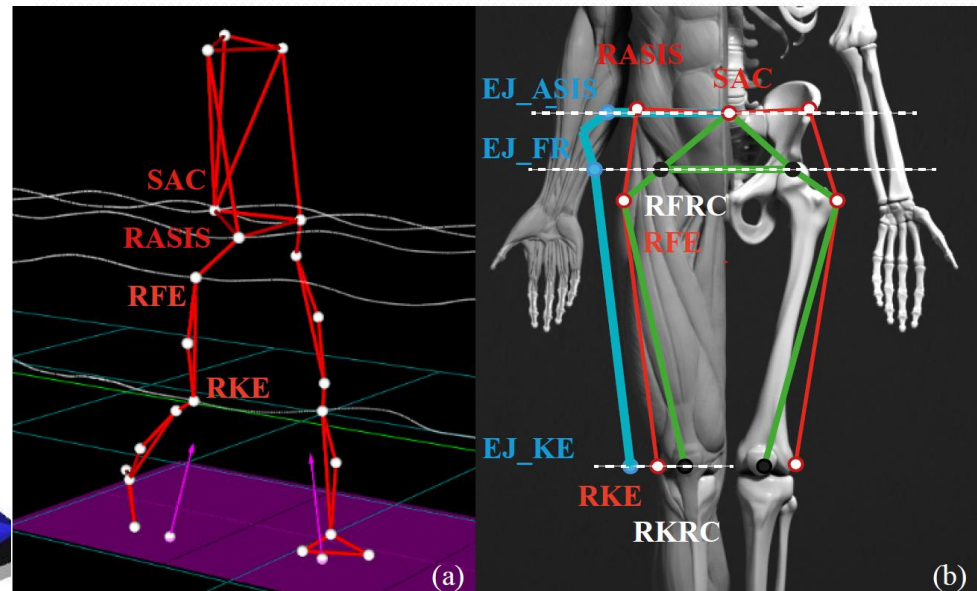 SAC
RASIS
RFE
RKE
(a)
RASIS
SAC
EJ_ASIS
EJ_FR
RFRC
RFE
EJ_KE
RKE
RKRC
(b)